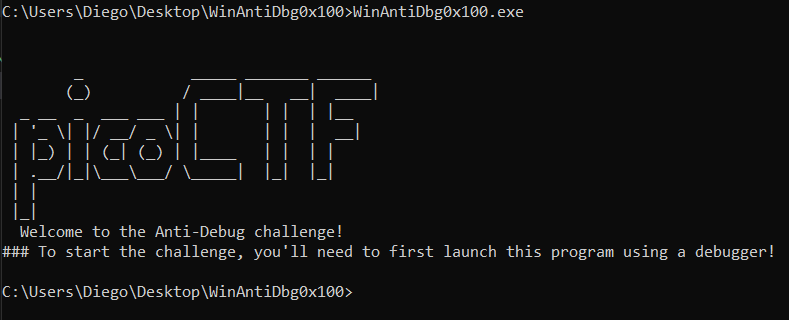 C:\Users\Diego\Desktop\WinAntiDbg0x100>WinAntiDbg0x100.exe
picoCTF
Welcome to the Anti-Debug challenge!
### To start the challenge, you'll need to first launch this program using a debugger!
C:\Users\Diego\Desktop\WinAntiDbg0x100>